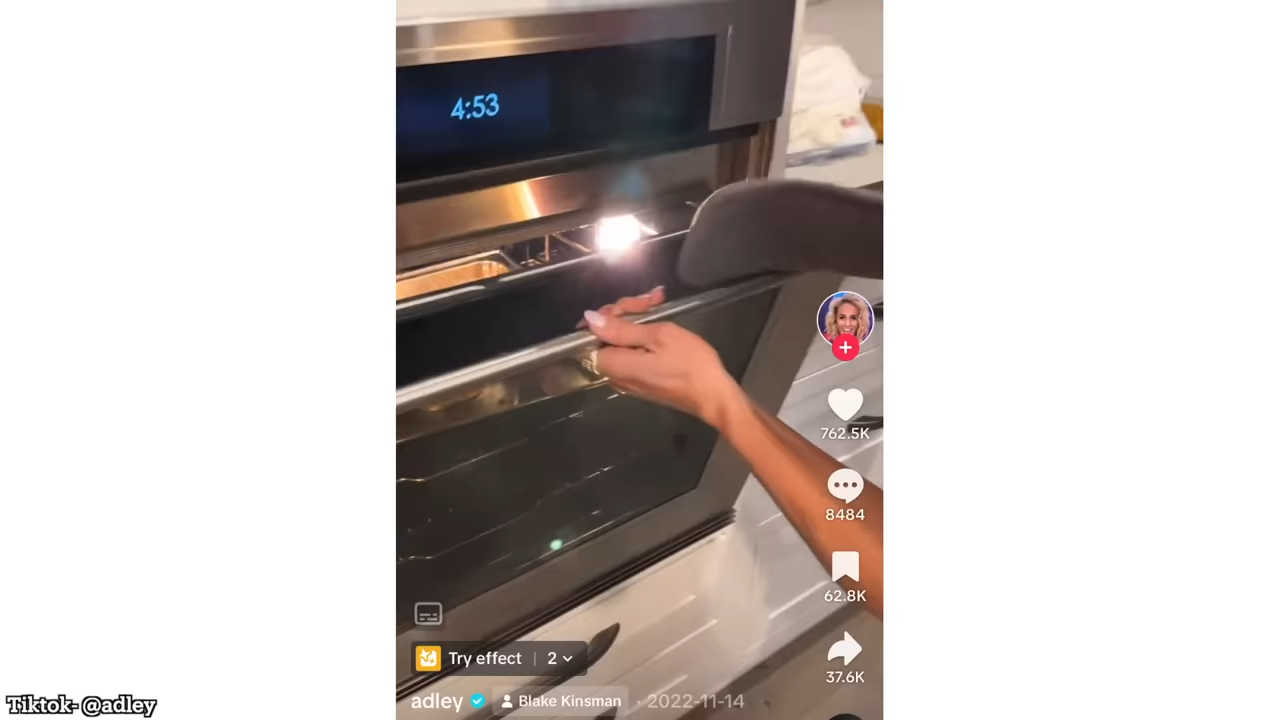 4:53
762.5K
8484
62.8K
37.6K
Try effect | 2
adley
Blake Kinsman
· 2022-11-14
Tiktok- @adley